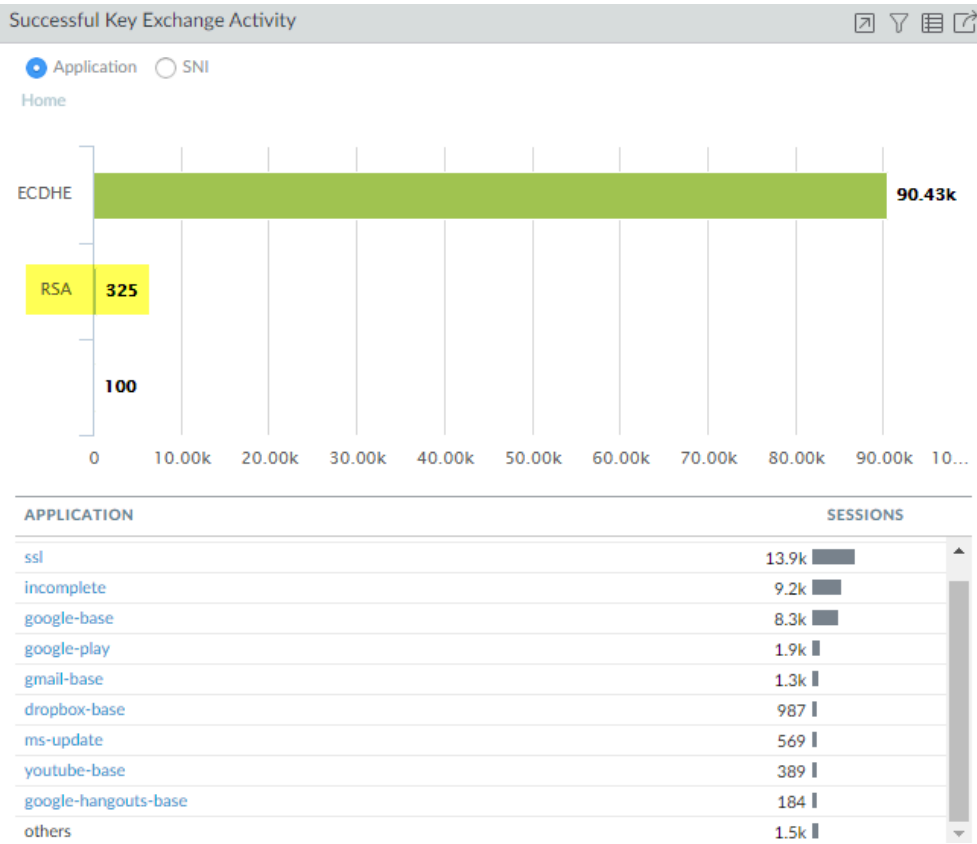 Successful Key Exchange Activity
Application SNI
Home
ECDHE 90.43k
RSA 325
100
0 10.00k 20.00k 30.00k 40.00k 50.00k 60.00k 70.00k 80.00k 90.00k 10...
APPLICATION SESSIONS
ssl 13.9k
incomplete 9.2k
google-base 8.3k
google-play 1.9k
gmail-base 1.3k
dropbox-base 987
ms-update 569
youtube-base 389
google-hangouts-base 184
others 1.5k